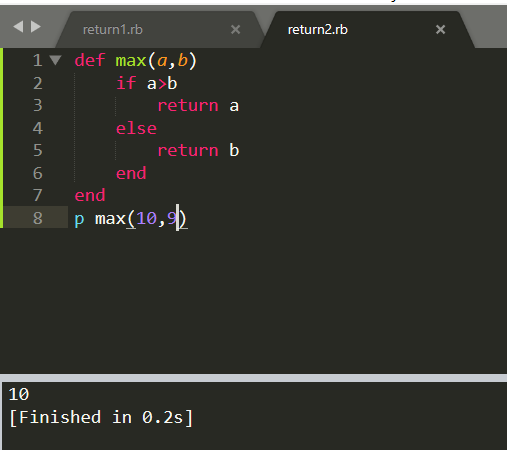 return1.rb × return2.rb ×
1 def max(a,b)
2     if a>b
3         return a
4     else
5         return b
6     end
7 end
8 p max(10,9)
10
[Finished in 0.2s]